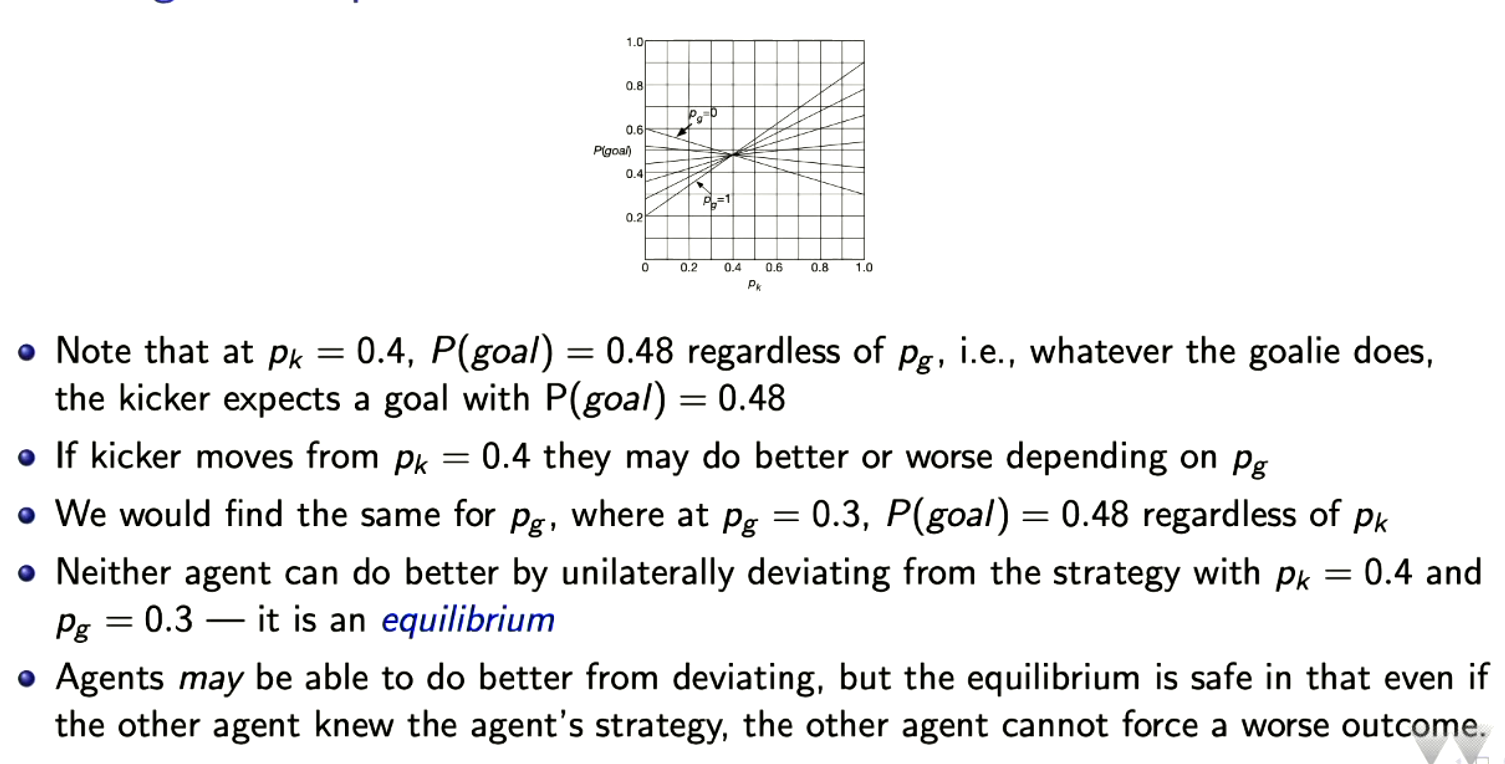 1.0
0.8
p_g=0
0.6
P(goal)
0.4
p_g=1
0.2
0 0.2 0.4 0.6 0.8 1.0
p_k
Note that at p_k = 0.4, P(goal) = 0.48 regardless of p_g, i.e., whatever the goalie does,
the kicker expects a goal with P(goal) = 0.48
If kicker moves from p_k = 0.4 they may do better or worse depending on p_g
We would find the same for p_g, where at p_g = 0.3, P(goal) = 0.48 regardless of p_k
Neither agent can do better by unilaterally deviating from the strategy with p_k = 0.4 and
p_g = 0.3 — it is an equilibrium
Agents may be able to do better from deviating, but the equilibrium is safe in that even if
the other agent knew the agent's strategy, the other agent cannot force a worse outcome.